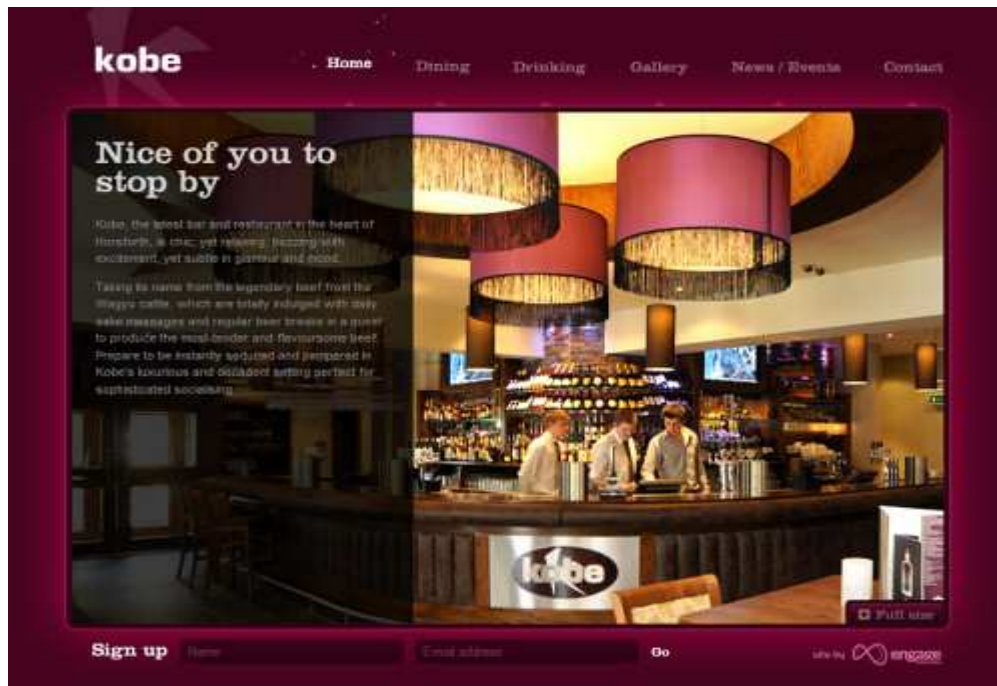 kobe
Home Dining Drinking Gallery News / Events Contact
Nice of you to
stop by
Kobe, the latest bar and restaurant in the heart of
Horsforth, is chic, yet relaxing, buzzing with
excitement, yet subtle in glamour and mood.
Taking its name from the legendary beef from the
Wagyu cattle, which are totally indulged with daily
sake massages and regular beer breaks in a quest
to produce the most tender and flavoursome beef.
Prepare to be instantly seduced and pampered in
Kobe's luxurious and decadent setting perfect for
sophisticated socialising.
kobe
Full size
Sign up Name Email address Go
site by engage